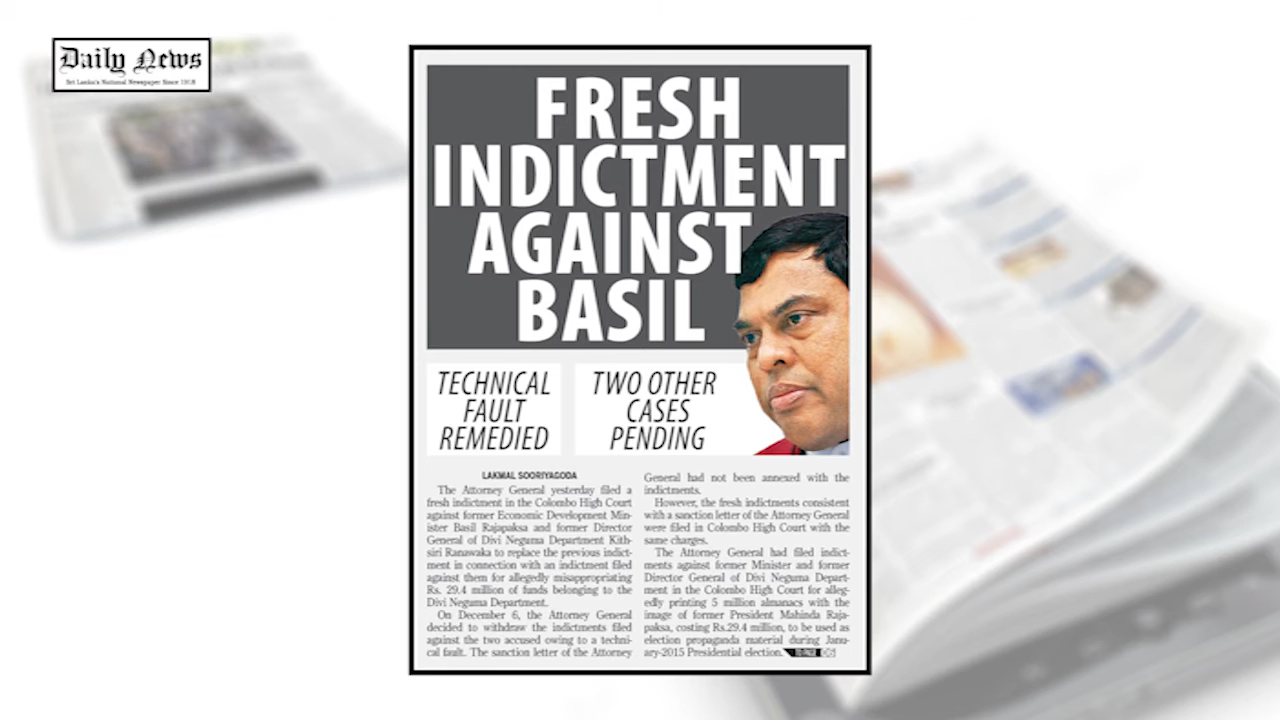 Daily News
Sri Lanka's National Newspaper Since 1918
FRESH
INDICTMENT
AGAINST
BASIL
TECHNICAL
FAULT
REMEDIED
TWO OTHER
CASES
PENDING
LAKMAL SOORIYAGODA
The Attorney General yesterday filed a
fresh indictment in the Colombo High Court
against former Economic Development Min-
ister Basil Rajapaksa and former Director
General of Divi Neguma Department Kith-
siri Ranawaka to replace the previous indict-
ment in connection with an indictment filed
against them for allegedly misappropriating
Rs. 29.4 million of funds belonging to the
Divi Neguma Department.
On December 6, the Attorney General
decided to withdraw the indictments filed
against the two accused owing to a techni-
cal fault. The sanction letter of the Attorney
General had not been annexed with the
indictments.
However, the fresh indictments consistent
with a sanction letter of the Attorney General
were filed in Colombo High Court with the
same charges.
The Attorney General had filed indict-
ments against former Minister and former
Director General of Divi Neguma Depart-
ment in the Colombo High Court for alleg-
edly printing 5 million almanacs with the
image of former President Mahinda Raja-
paksa, costing Rs.29.4 million, to be used as
election propaganda material during Janu-
ary-2015 Presidential election.